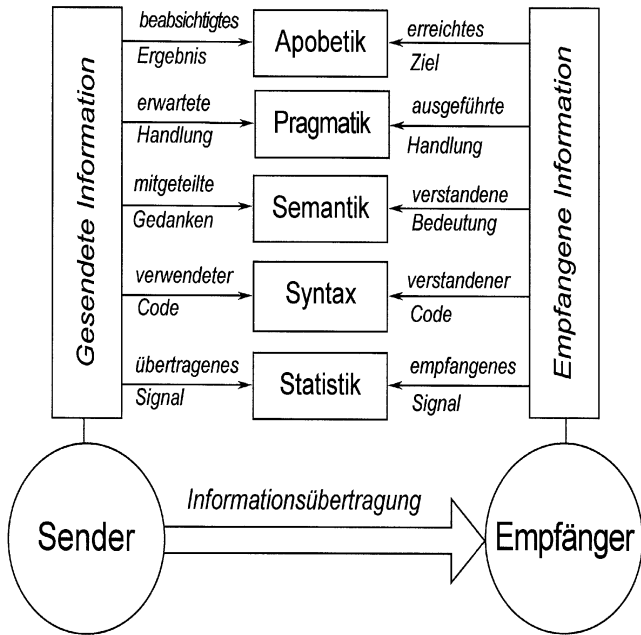 Gesendete Information
beabsichtigtes
Ergebnis
Apobetik
erreichtes
Ziel
erwartete
Handlung
Pragmatik
ausgeführte
Handlung
mitgeteilte
Gedanken
Semantik
verstandene
Bedeutung
verwendeter
Code
Syntax
verstandener
Code
übertragenes
Signal
Statistik
empfangenes
Signal
Empfangene Information
Sender
Informationsübertragung
Empfänger